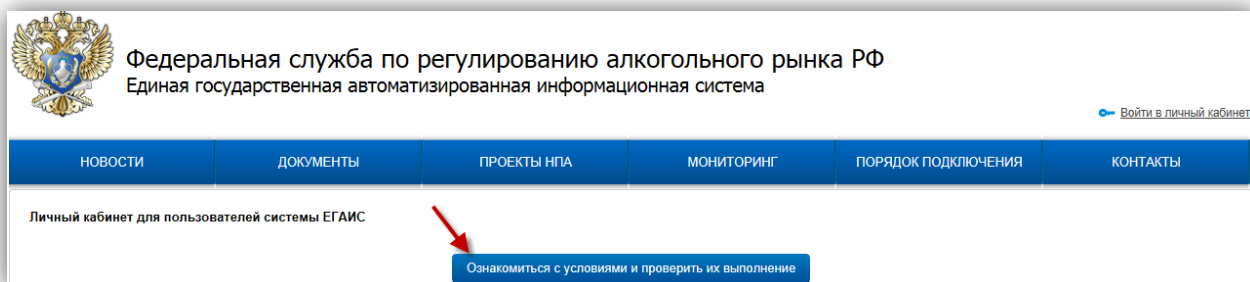 Федеральная служба по регулированию алкогольного рынка РФ
Единая государственная автоматизированная информационная система
Войти в личный кабинет
НОВОСТИ ДОКУМЕНТЫ ПРОЕКТЫ НПА МОНИТОРИНГ ПОРЯДОК ПОДКЛЮЧЕНИЯ КОНТАКТЫ
Личный кабинет для пользователей системы ЕГАИС
Ознакомиться с условиями и проверить их выполнение